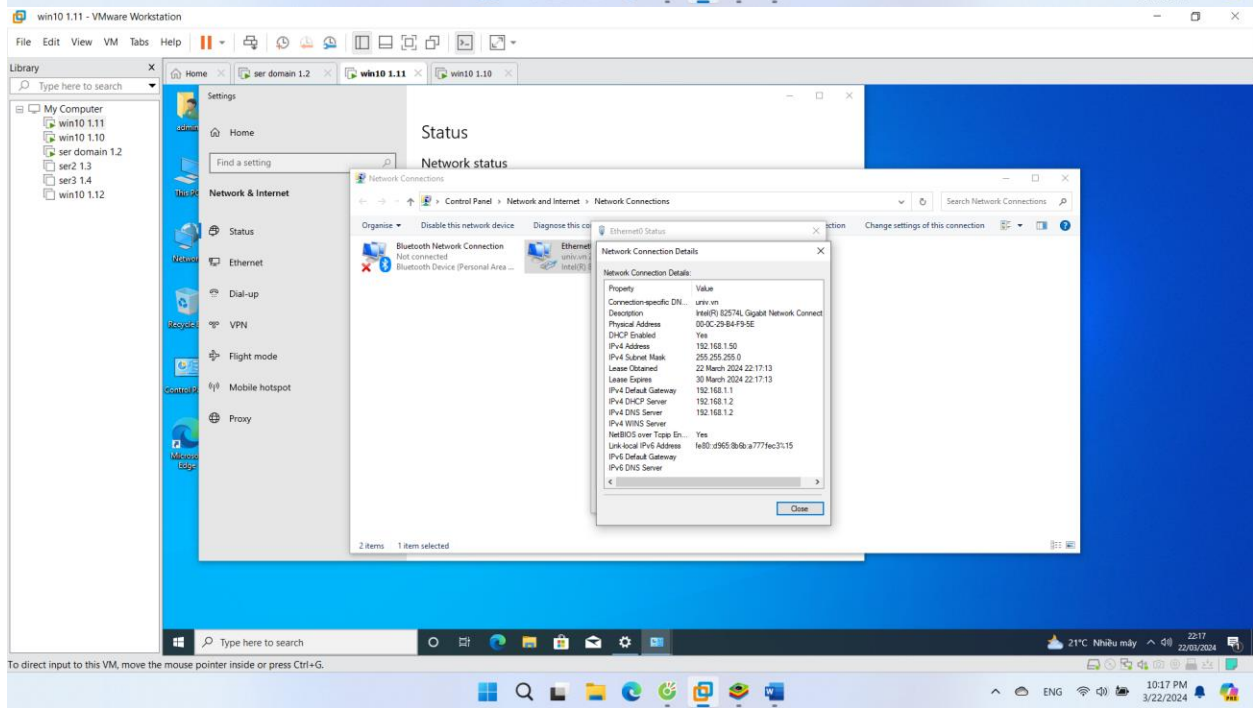 win10 1.11 - VMware Workstation
File Edit View VM Tabs Help
Library X
Type here to search
My Computer
win10 1.11
win10 1.10
ser domain 1.2
ser2 1.3
ser3 1.4
win10 1.12
Home
ser domain 1.2
win10 1.11
win10 1.10
Settings
Home
Find a setting
Network & Internet
Status
Ethernet
Dial-up
VPN
Flight mode
Mobile hotspot
Proxy
Status
Network status
Network Connections
Control Panel > Network and Internet > Network Connections
Search Network Connections
Organise Disable this network device Diagnose this co
ction Change settings of this connection
Bluetooth Network Connection
Not connected
Bluetooth Device (Personal Area ...
Ethernet
univ.vn
Intel(R)
Ethernet0 Status
Network Connection Details
Network Connection Details:
Property Value
Connection-specific DN... univ.vn
Description Intel(R) 82574L Gigabit Network Connect
Physical Address 00-0C-29-B4-F9-5E
DHCP Enabled Yes
IPv4 Address 192.168.1.50
IPv4 Subnet Mask 255.255.255.0
Lease Obtained 22 March 2024 22:17:13
Lease Expires 30 March 2024 22:17:13
IPv4 Default Gateway 192.168.1.1
IPv4 DHCP Server 192.168.1.2
IPv4 DNS Server 192.168.1.2
IPv4 WINS Server
NetBIOS over Tcpip En... Yes
Link-local IPv6 Address fe80::d965:8b6b:a777:fec3%15
IPv6 Default Gateway
IPv6 DNS Server
Close
2 items 1 item selected
Type here to search
21°C Nhiều mây
22:17
22/03/2024
To direct input to this VM, move the mouse pointer inside or press Ctrl+G.
ENG
10:17 PM
3/22/2024